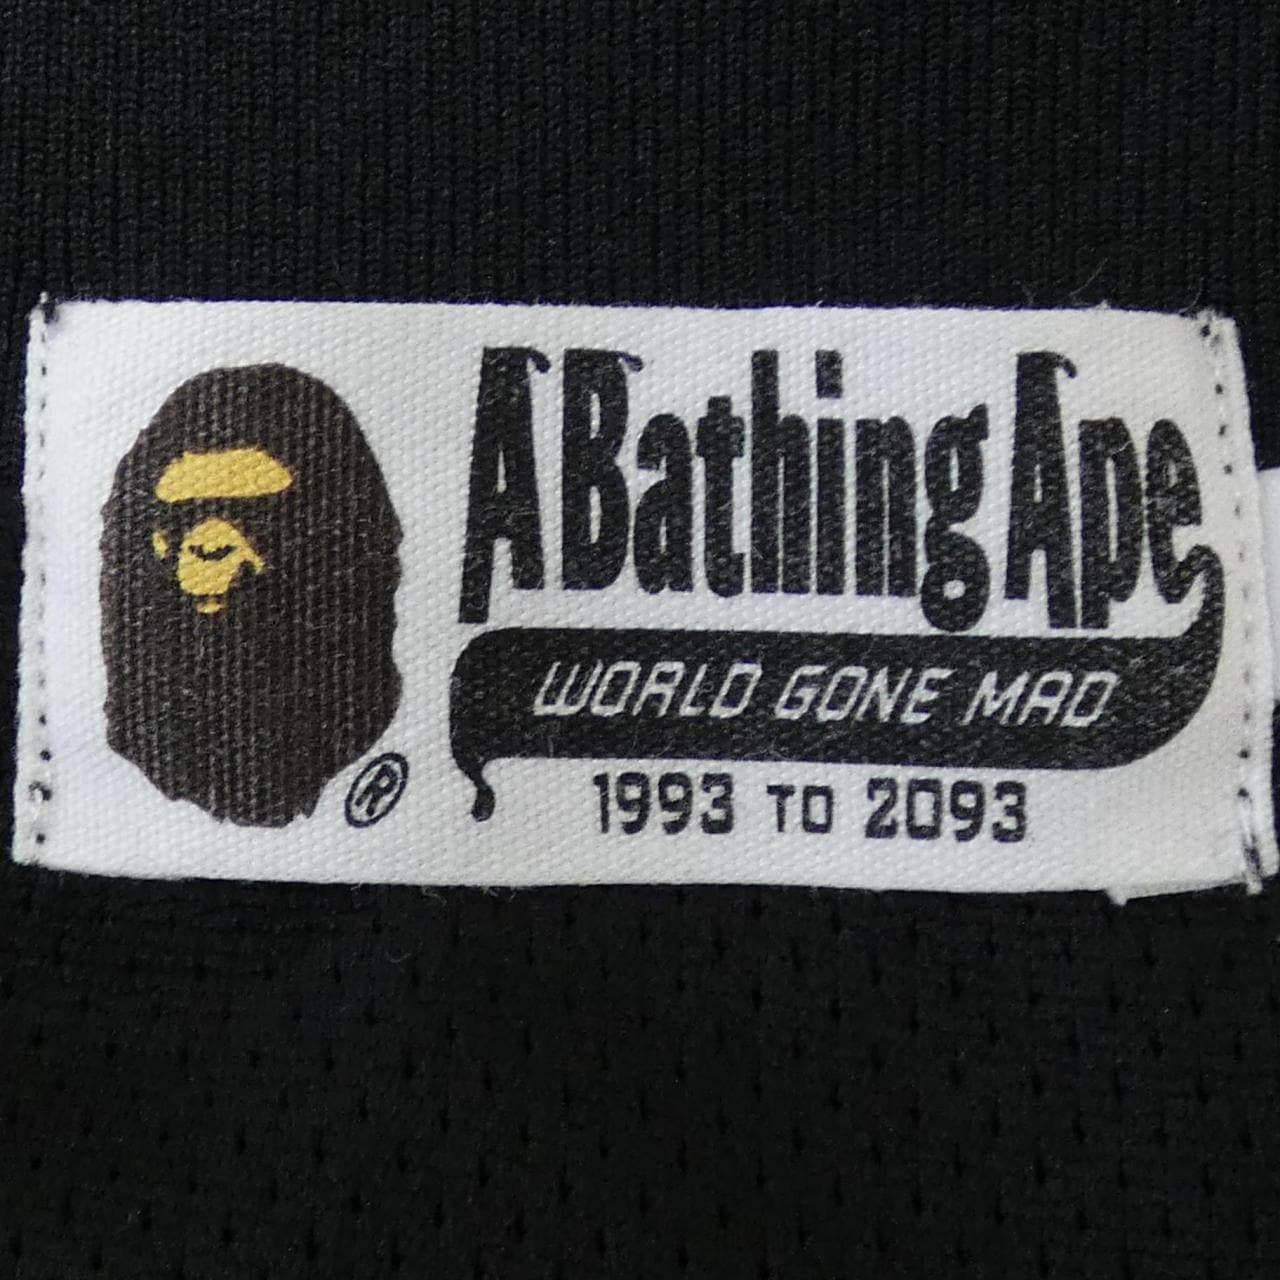 A Bathing Ape
WORLD GONE MAD
1993 TO 2093
®